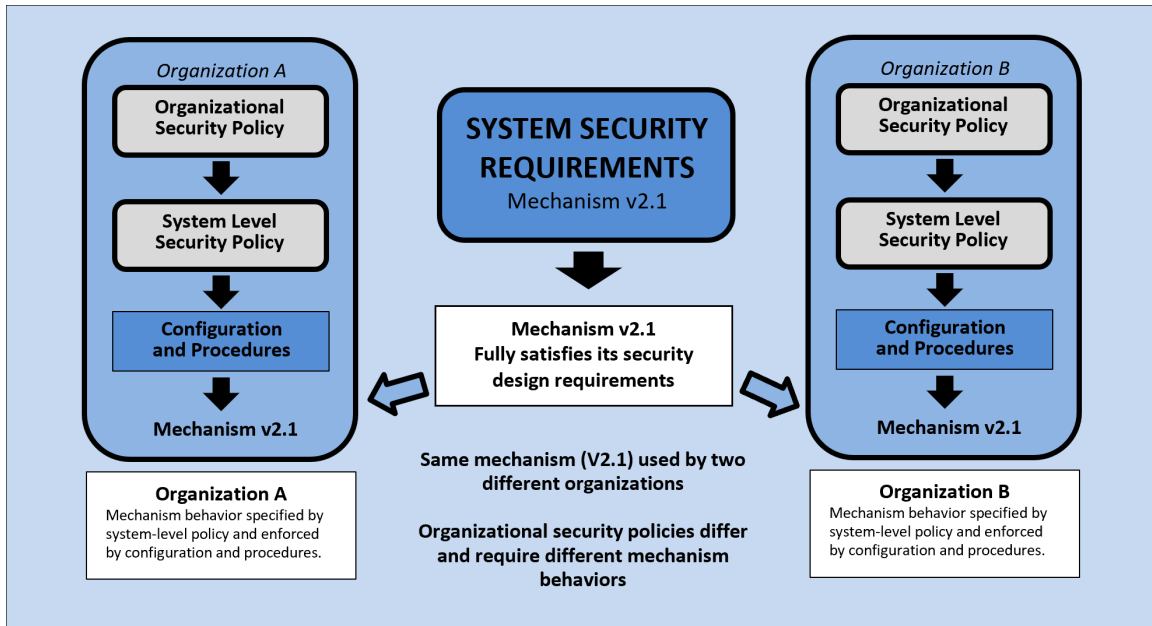 Organization A
Organizational
Security Policy
System Level
Security Policy
Configuration
and Procedures
Mechanism v2.1
Organization A
Mechanism behavior specified by
system-level policy and enforced
by configuration and procedures.
SYSTEM SECURITY
REQUIREMENTS
Mechanism v2.1
Mechanism v2.1
Fully satisfies its security
design requirements
Same mechanism (V2.1) used by two
different organizations
Organizational security policies differ
and require different mechanism
behaviors
Organization B
Organizational
Security Policy
System Level
Security Policy
Configuration
and Procedures
Mechanism v2.1
Organization B
Mechanism behavior specified by
system-level policy and enforced
by configuration and procedures.